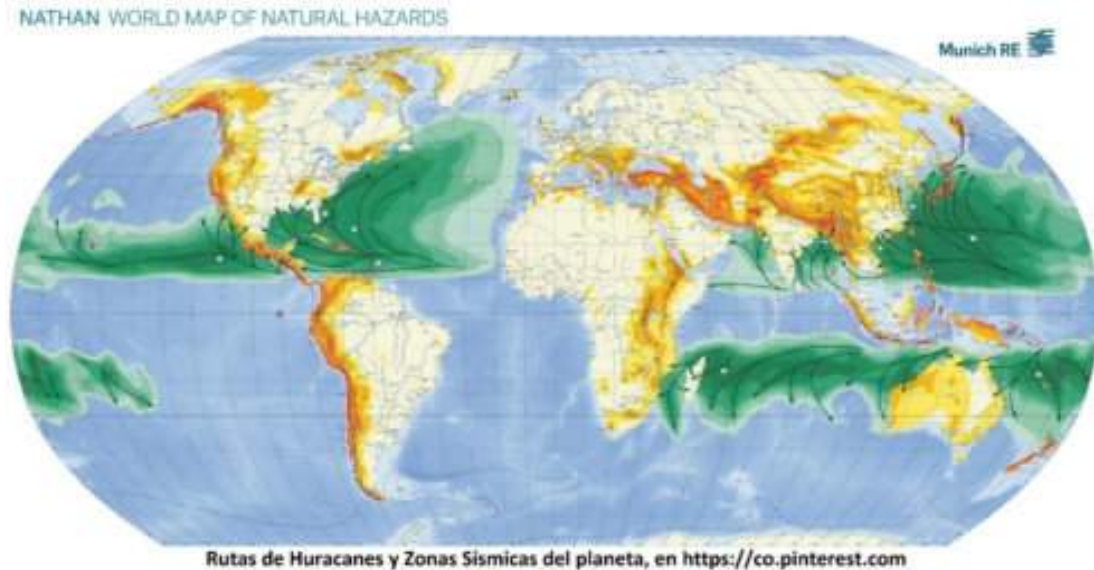 NATHAN WORLD MAP OF NATURAL HAZARDS
Munich RE
Rutas de Huracanes y Zonas Sísmicas del planeta, en https://co.pinterest.com